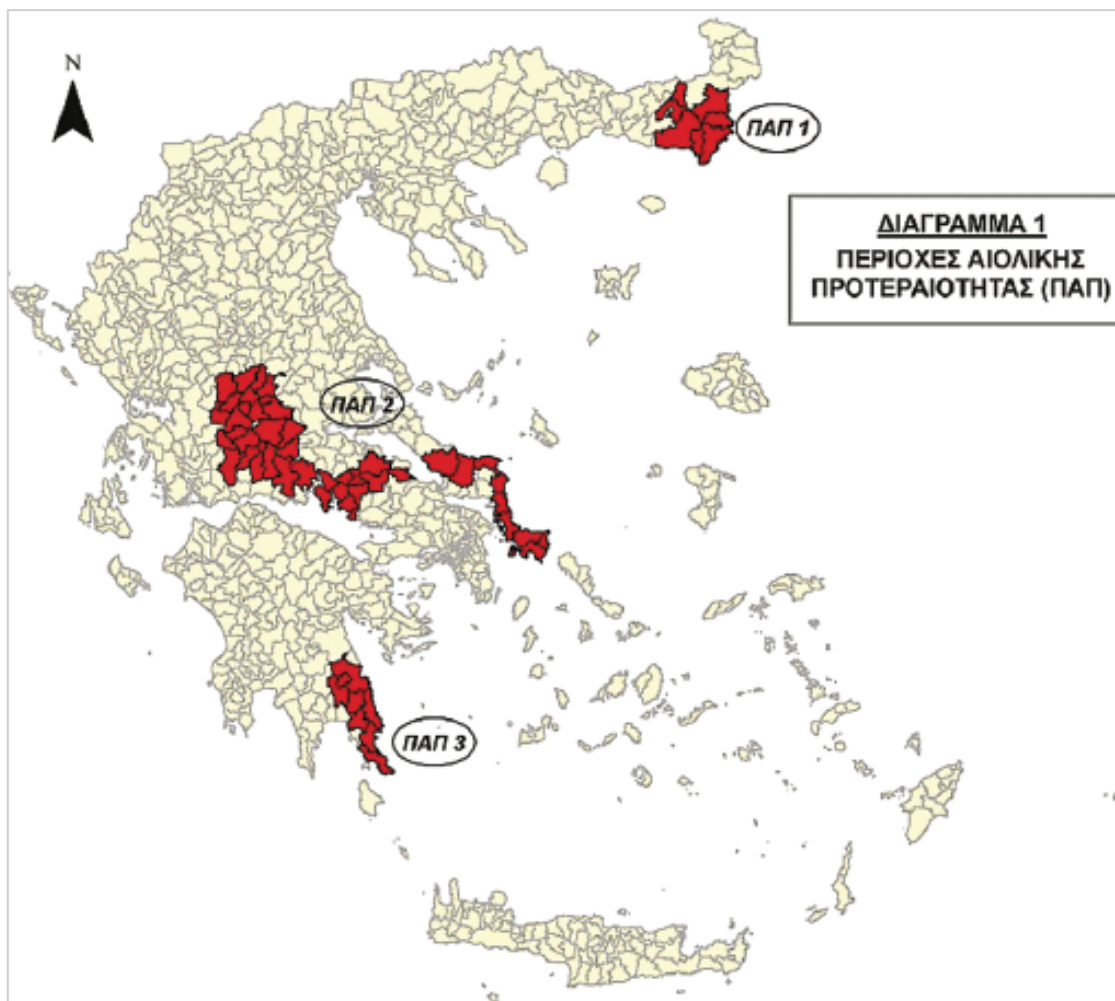 N
ΠΑΠ 1
ΔΙΑΓΡΑΜΜΑ 1
ΠΕΡΙΟΧΕΣ ΑΙΟΛΙΚΗΣ
ΠΡΟΤΕΡΑΙΟΤΗΤΑΣ (ΠΑΠ)
ΠΑΠ 2
ΠΑΠ 3